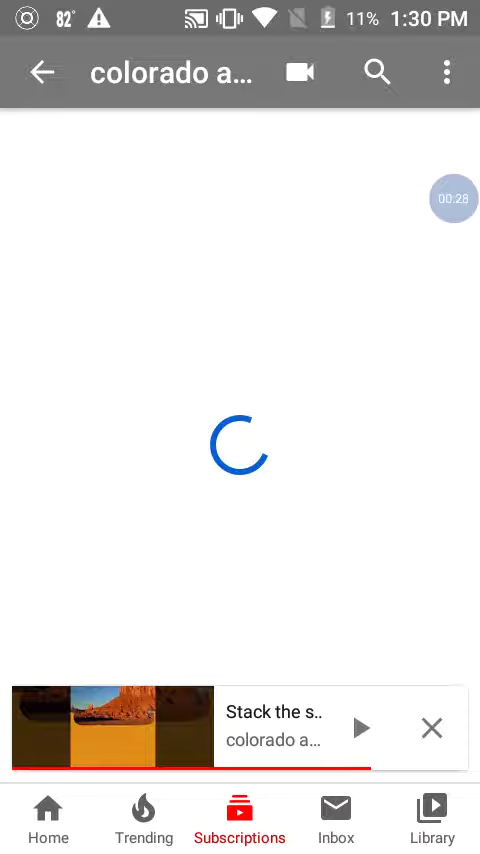 82°
11% 1:30 PM
colorado a...
00:28
Stack the s..
colorado a...
Home Trending Subscriptions Inbox Library